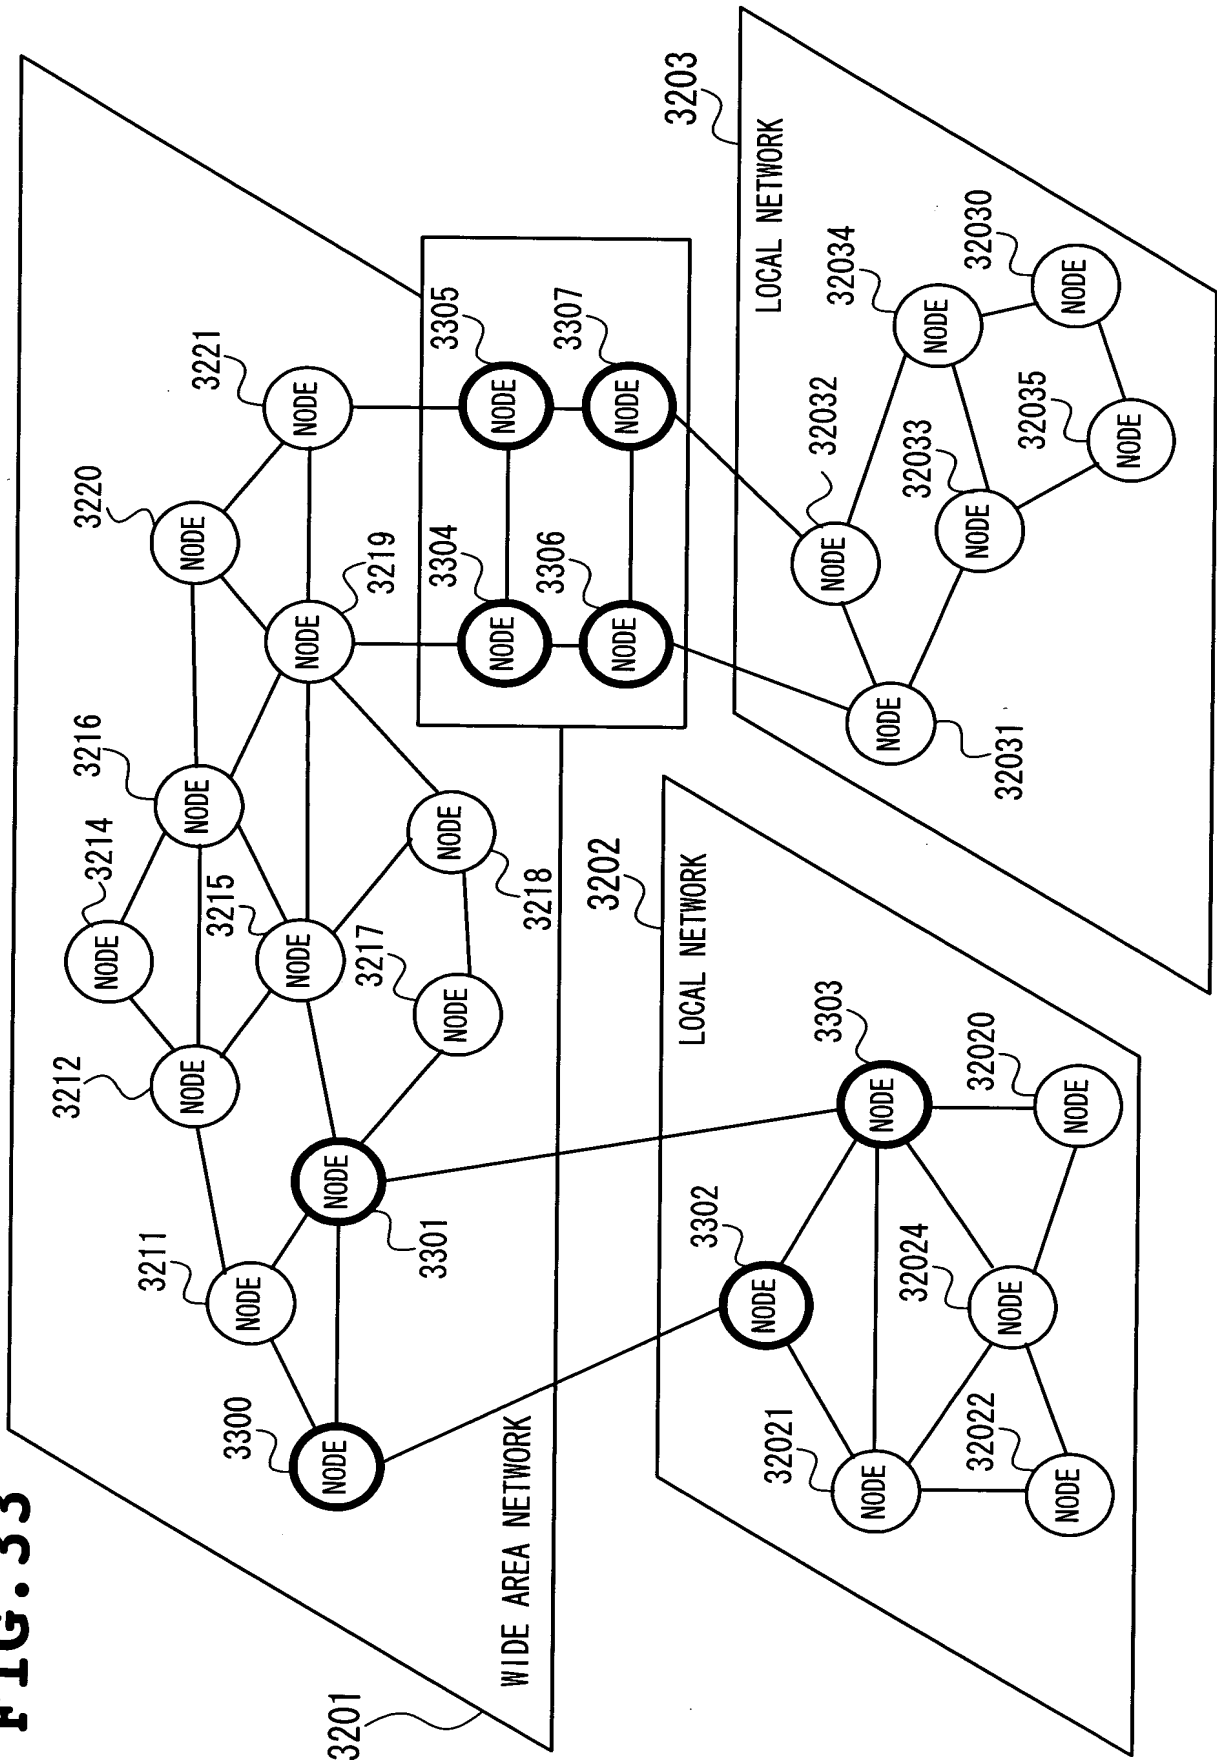 FIG.33
3201
WIDE AREA NETWORK
3300
NODE
3211
NODE
3301
NODE
3212
NODE
3214
NODE
3215
NODE
3216
NODE
3217
NODE
3218
NODE
3219
NODE
3220
NODE
3221
NODE
3304
NODE
3305
NODE
3306
NODE
3307
NODE
3202
LOCAL NETWORK
3302
NODE
3303
NODE
32021
NODE
32022
NODE
32024
NODE
32020
NODE
3203
LOCAL NETWORK
32031
NODE
32032
NODE
32033
NODE
32034
NODE
32035
NODE
32030
NODE